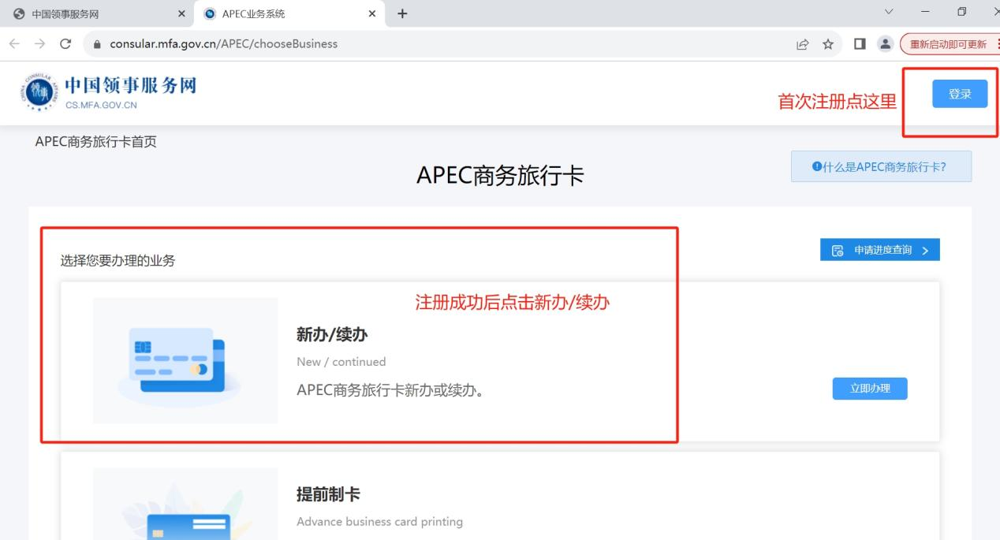 中国领事服务网
APEC业务系统
consular.mfa.gov.cn/APEC/chooseBusiness
重新启动即可更新
中国领事服务网
CS.MFA.GOV.CN
首次注册点这里
登录
APEC商务旅行卡首页
APEC商务旅行卡
什么是APEC商务旅行卡?
选择您要办理的业务
申请进度查询
注册成功后点击新办/续办
新办/续办
New / continued
APEC商务旅行卡新办或续办。
立即办理
提前制卡
Advance business card printing